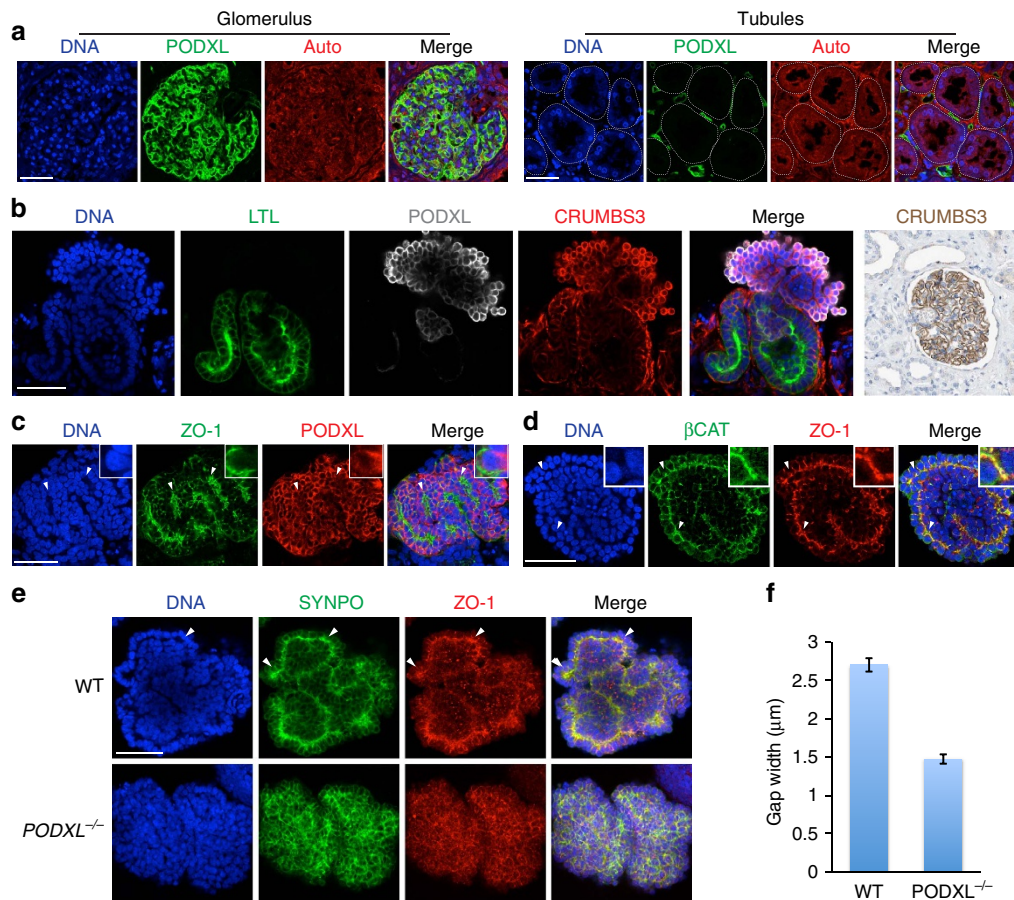 a
Glomerulus
DNA PODXL Auto Merge
Tubules
DNA PODXL Auto Merge
b
DNA LTL PODXL CRUMBS3 Merge CRUMBS3
c
DNA ZO-1 PODXL Merge
d
DNA βCAT ZO-1 Merge
e
DNA SYNPO ZO-1 Merge
WT
PODXL–/–
f
Gap width (μm)
3
2.5
2
1.5
1
0.5
0
WT PODXL–/–